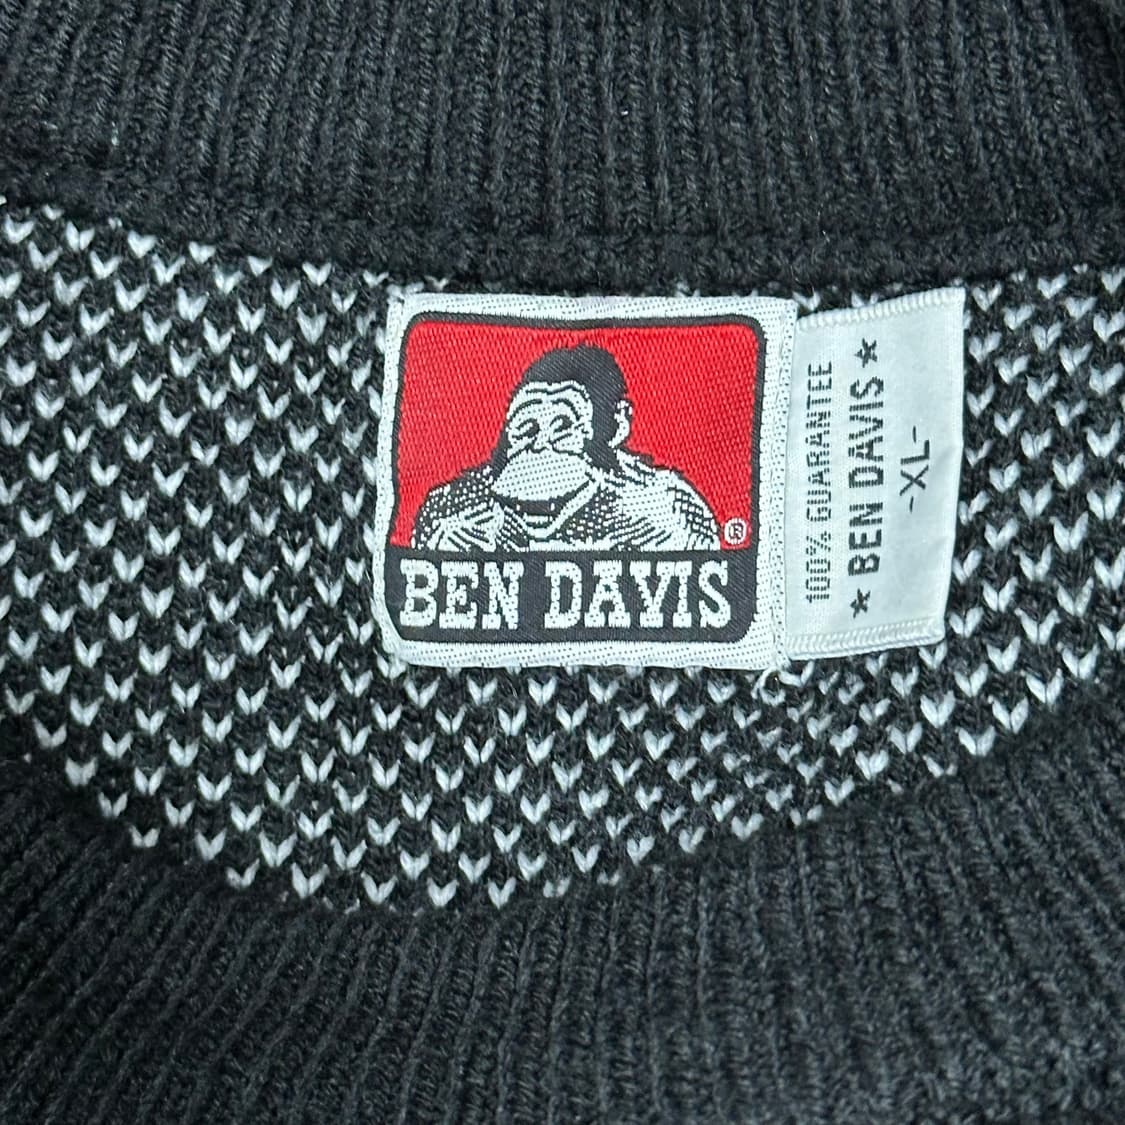 BEN DAVIS
®
100% GUARANTEE
★ BEN DAVIS ★
-XL-